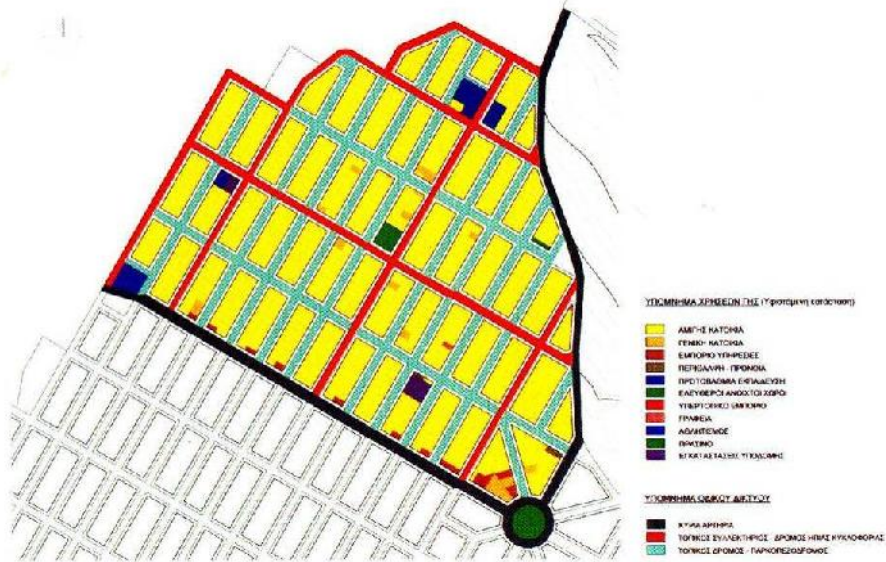 ΥΠΟΜΝΗΜΑ ΧΡΗΣΕΩΝ ΓΗΣ (Υφιστάμενη κατάσταση)
ΑΜΙΓΗΣ ΚΑΤΟΙΚΙΑ
ΓΕΝΙΚΗ ΚΑΤΟΙΚΙΑ
ΕΜΠΟΡΙΟ ΥΠΗΡΕΣΙΕΣ
ΠΕΡΙΘΑΛΨΗ - ΠΡΟΝΟΙΑ
ΠΡΩΤΟΒΑΘΜΙΑ ΕΚΠΑΙΔΕΥΣΗ
ΕΛΕΥΘΕΡΟΙ ΑΝΟΙΧΤΟΙ ΧΩΡΟΙ
ΥΠΕΡΤΟΠΙΚΟ ΕΜΠΟΡΙΟ
ΓΡΑΦΕΙΑ
ΑΘΛΗΤΙΣΜΟΣ
ΠΡΑΣΙΝΟ
ΕΓΚΑΤΑΣΤΑΣΕΙΣ ΥΠΟΔΟΜΗΣ
ΥΠΟΜΝΗΜΑ ΟΔΙΚΟΥ ΔΙΚΤΥΟΥ
ΚΥΡΙΑ ΑΡΤΗΡΙΑ
ΤΟΠΙΚΟΣ ΣΥΛΛΕΚΤΗΡΙΟΣ - ΔΡΟΜΟΣ ΗΠΙΑΣ ΚΥΚΛΟΦΟΡΙΑΣ
ΤΟΠΙΚΟΣ ΔΡΟΜΟΣ - ΠΑΡΚΟΠΕΖΟΔΡΟΜΟΣ